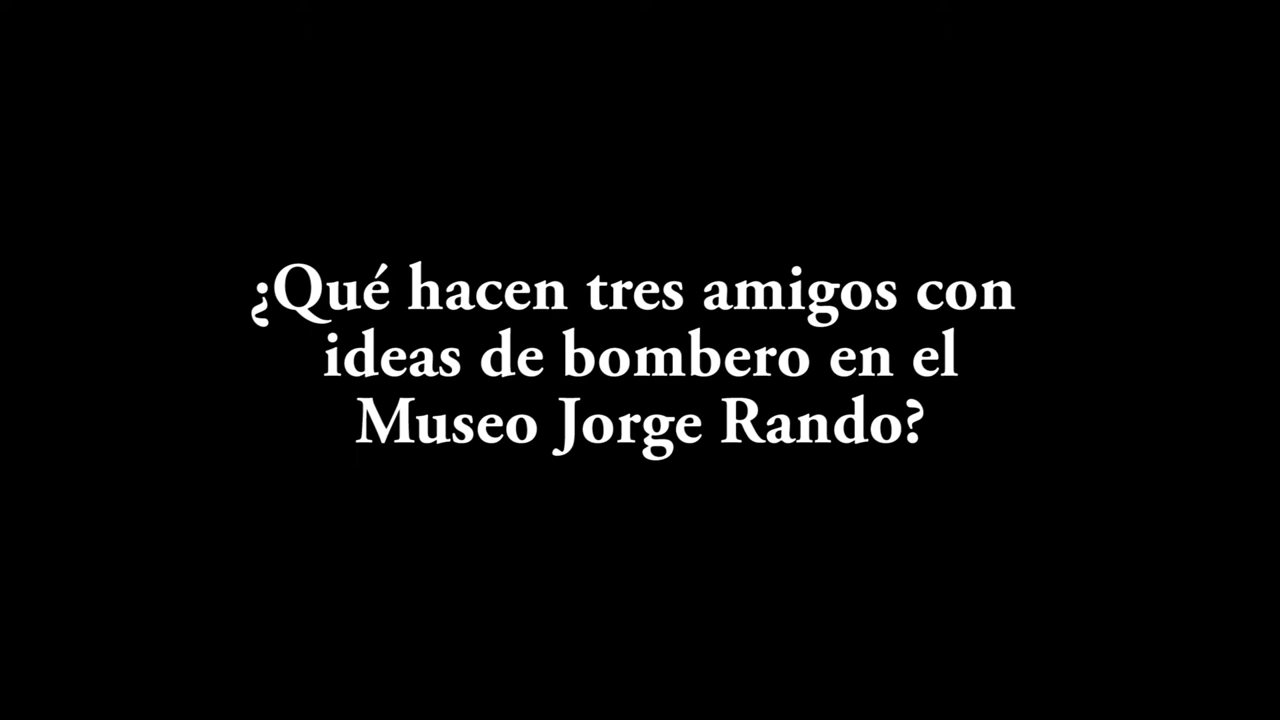 ¿Qué hacen tres amigos con
ideas de bombero en el
Museo Jorge Rando?